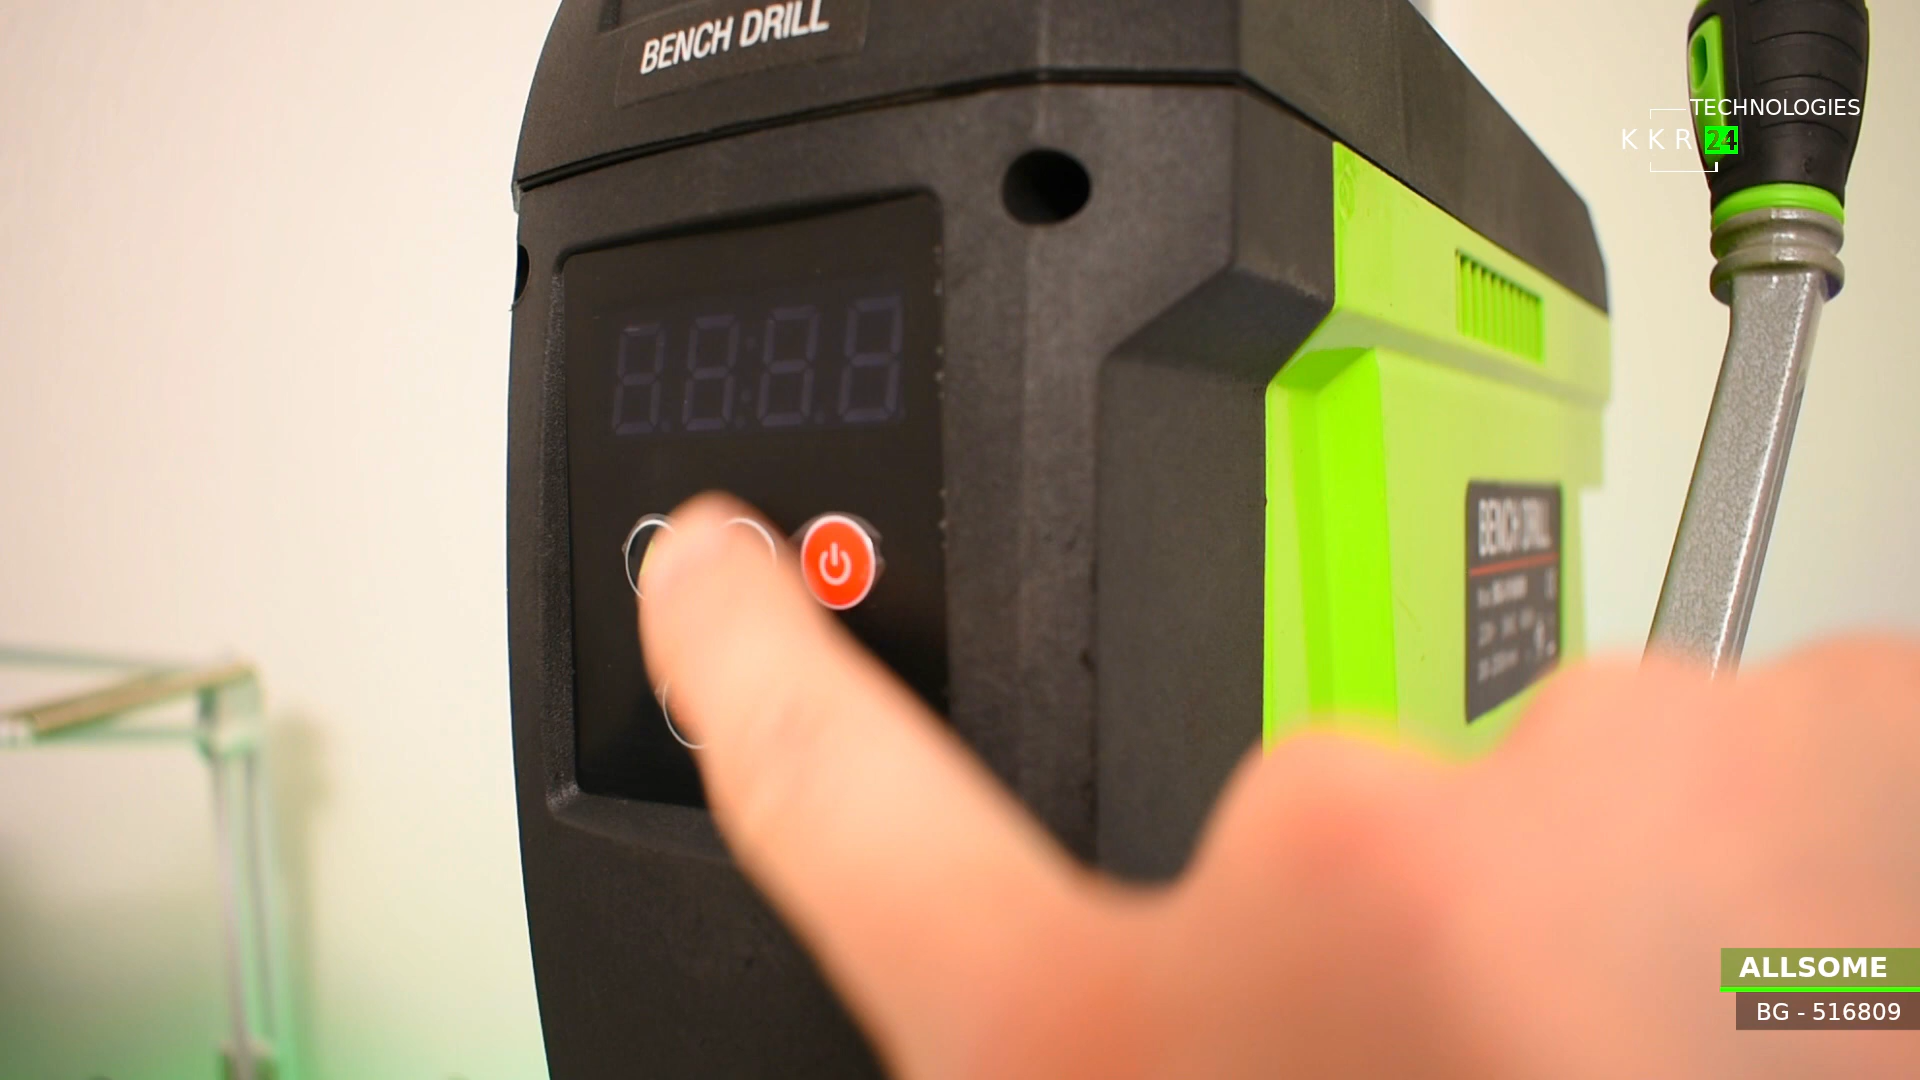 BENCH DRILL
TECHNOLOGIES
KKR 24
BENCH DRILL
ALLSOME
BG - 516809